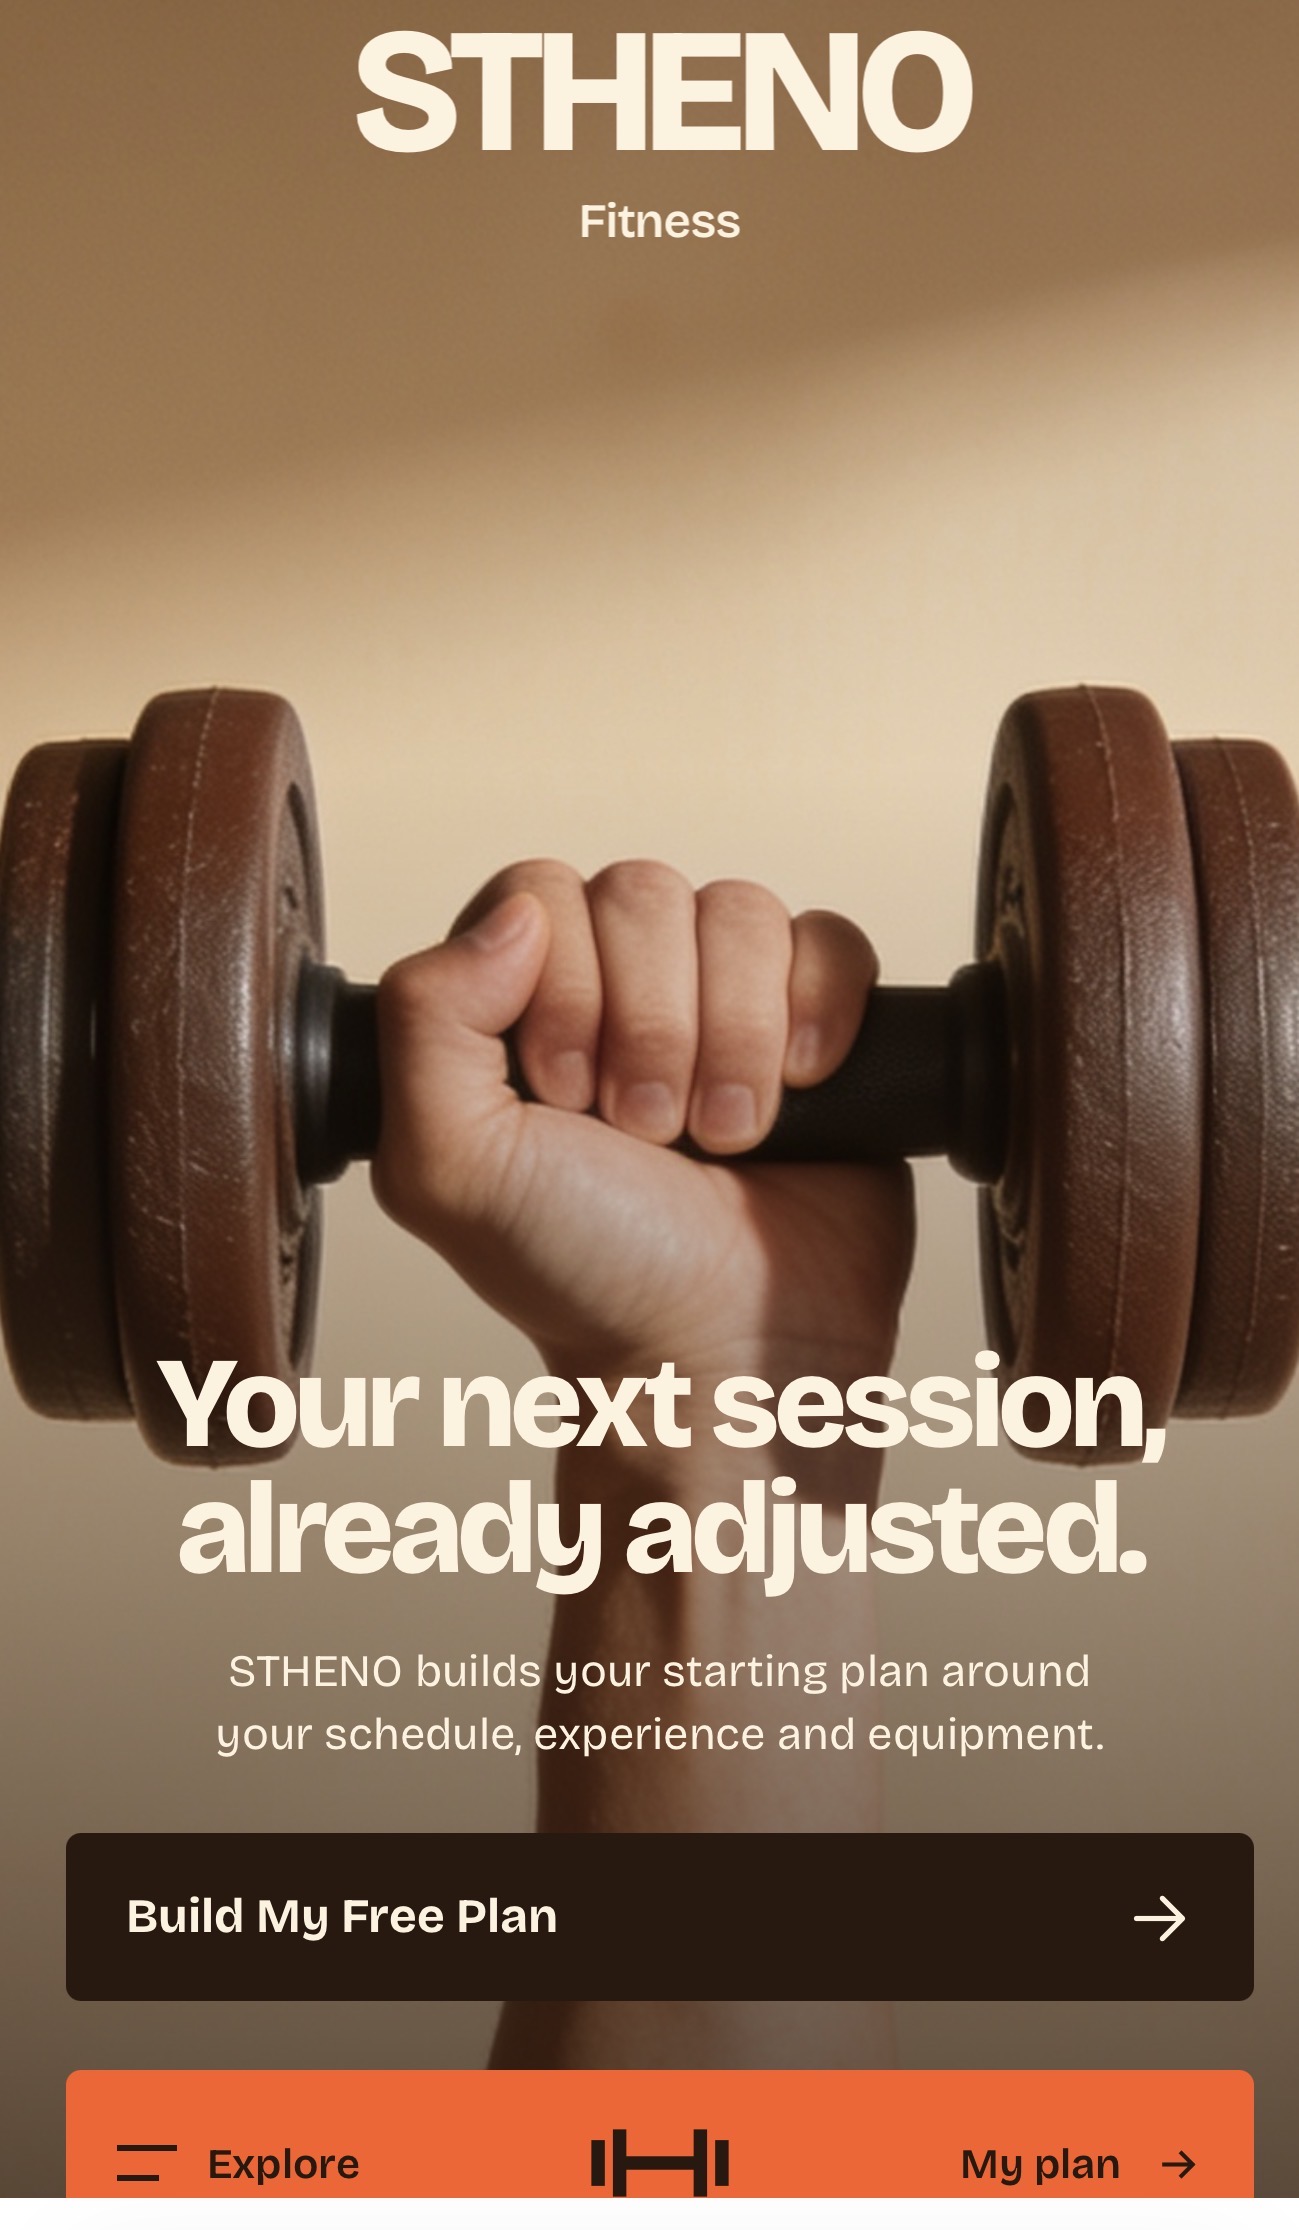 STHENO
Fitness
Your next session,
already adjusted.
STHENO builds your starting plan around
your schedule, experience and equipment.
Build My Free Plan
Explore
My plan